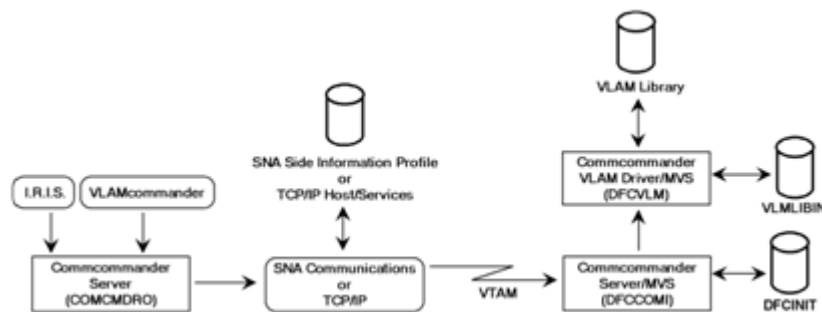 VLAM Library
SNA Side Information Profile
or
TCP/IP Host/Services
Commcommander
VLAM Driver/MVS
(DFCVLM)
VLMLIBIN
I.R.I.S.
VLAMcommander
Commcommander
Server
(COMCMDRO)
SNA Communications
or
TCP/IP
VTAM
Commcommander
Server/MVS
(DFCCOMI)
DFCINIT